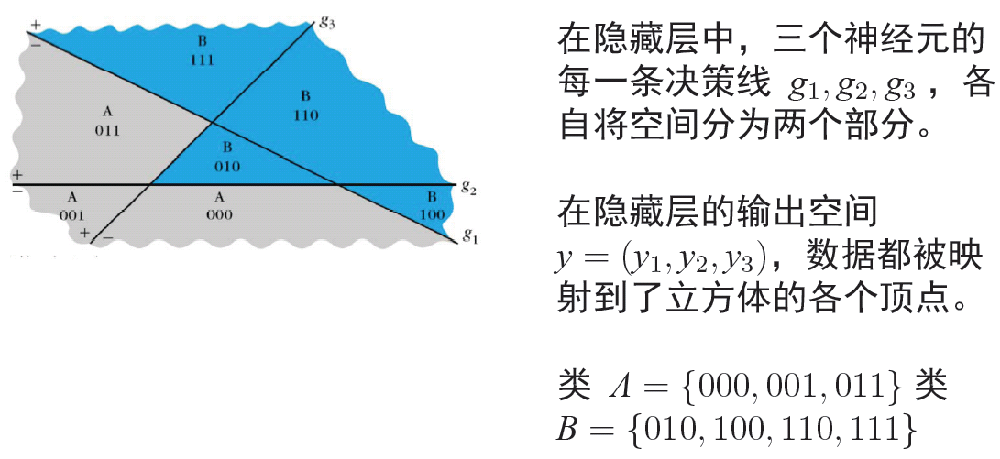 +
−
g3
B
111
A
011
B
110
B
010
+
−
g2
A
001
A
000
B
100
+ −
g1
在隐藏层中，三个神经元的
每一条决策线 g1, g2, g3 ，各
自将空间分为两个部分。
在隐藏层的输出空间
y = (y1, y2, y3)，数据都被映
射到了立方体的各个顶点。
类 A = {000, 001, 011} 类
B = {010, 100, 110, 111}